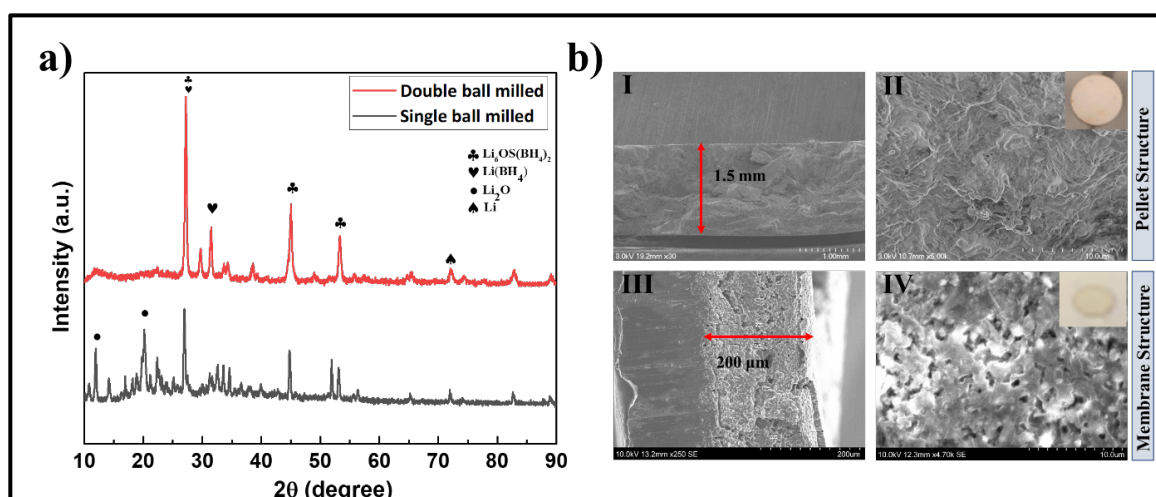 a)
Double ball milled
Single ball milled
♣ Li₆OS(BH₄)₂
♥ Li(BH₄)
● Li₂O
♠ Li
Intensity (a.u.)
10 20 30 40 50 60 70 80 90
2θ (degree)
b)
I
1.5 mm
9.0kV 19.2mm x30
1.00mm
II
9.0kV 10.7mm x5.00k
10.0um
Pellet Structure
III
200 µm
10.0kV 13.2mm x250 SE
200um
IV
10.0kV 12.3mm x4.70k SE
10.0um
Membrane Structure